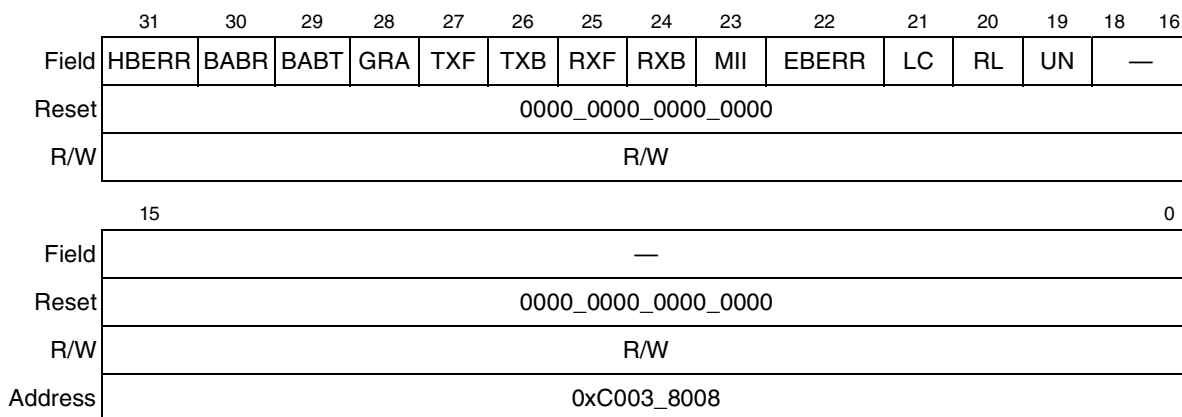 31 30 29 28 27 26 25 24 23 22 21 20 19 18 16
Field HBERR BABR BABT GRA TXF TXB RXF RXB MII EBERR LC RL UN —
Reset 0000_0000_0000_0000
R/W R/W
15 0
Field —
Reset 0000_0000_0000_0000
R/W R/W
Address 0xC003_8008